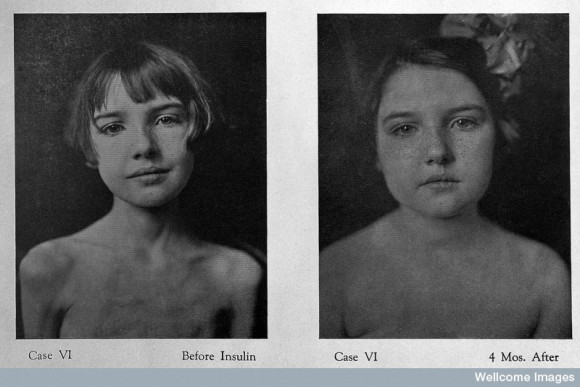 Case VI
Before Insulin
Case VI
4 Mos. After
Wellcome Images